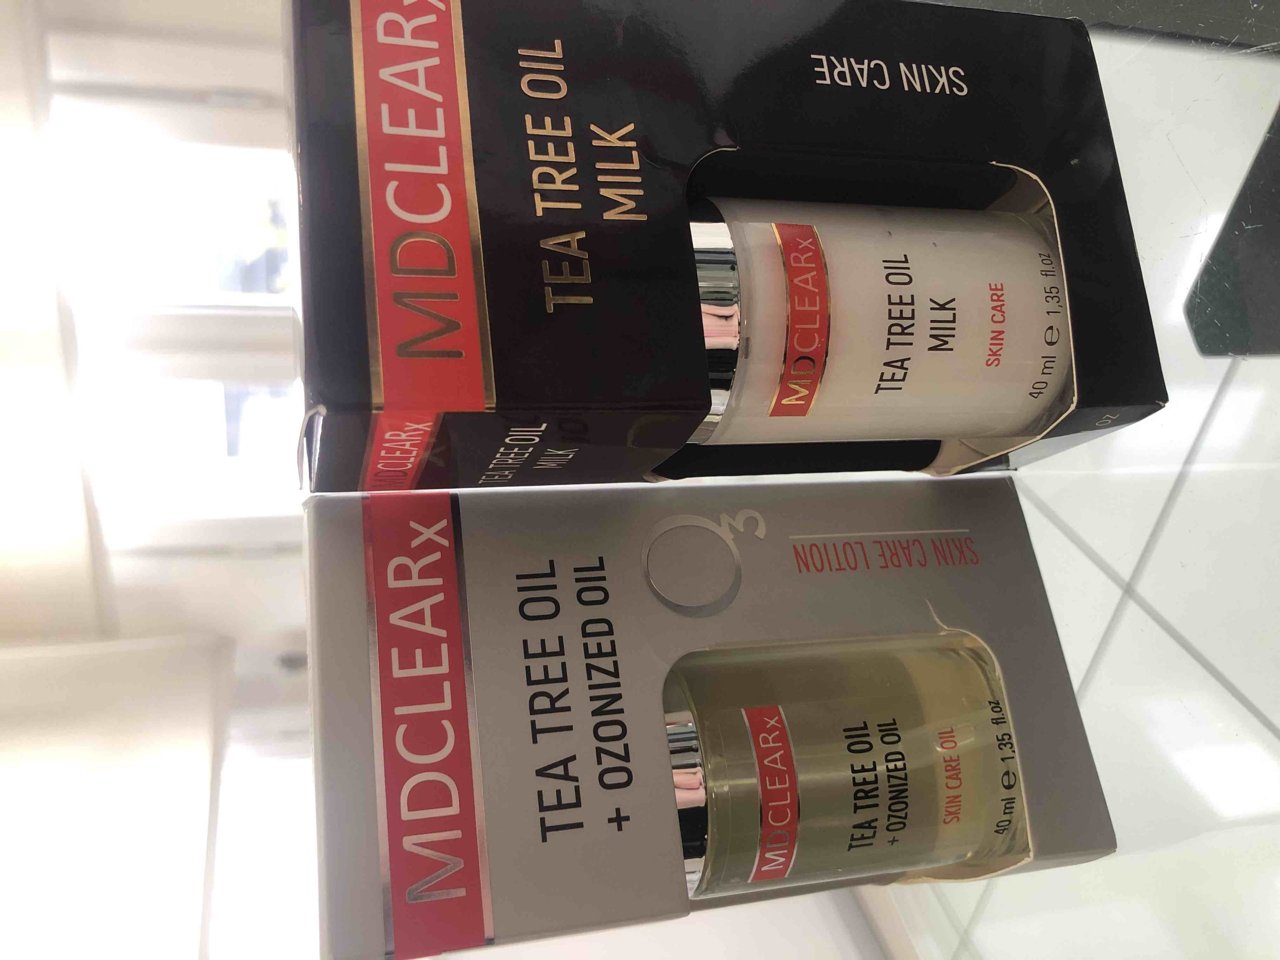 MDCLEARx
TEA TREE OIL
+ OZONIZED OIL
O3
SKIN CARE LOTION
MDCLEARx
TEA TREE OIL
+ OZONIZED OIL
SKIN CARE OIL
40 ml e 1,35 fl.oz
MDCLEARx
TEA TREE OIL
MILK
MDCLEARx
TEA TREE OIL
MILK
SKIN CARE
MDCLEARx
TEA TREE OIL
MILK
SKIN CARE
40 ml e 1,35 fl.oz
oz